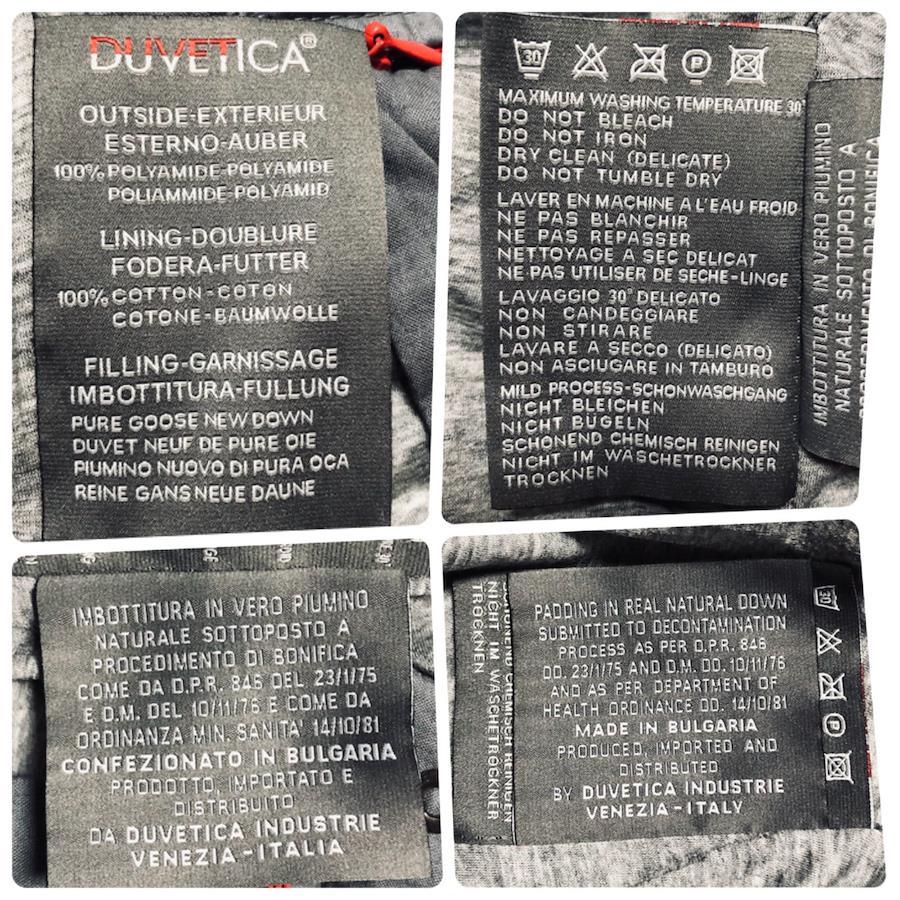 DUVETICA®
OUTSIDE-EXTERIEUR
ESTERNO-AUBER
100% POLYAMIDE-POLYAMIDE
POLIAMMIDE-POLYAMID
LINING-DOUBLURE
FODERA-FUTTER
100% COTTON-COTON
COTONE-BAUMWOLLE
FILLING-GARNISSAGE
IMBOTTITURA-FULLUNG
PURE GOOSE NEW DOWN
DUVET NEUF DE PURE OIE
PIUMINO NUOVO DI PURA OCA
REINE GANS NEUE DAUNE
30
P
MAXIMUM WASHING TEMPERATURE 30°
DO NOT BLEACH
DO NOT IRON
DRY CLEAN (DELICATE)
DO NOT TUMBLE DRY
LAVER EN MACHINE A L'EAU FROID
NE PAS BLANCHIR
NE PAS REPASSER
NETTOYAGE A SEC DELICAT
NE PAS UTILISER DE SECHE-LINGE
LAVAGGIO 30° DELICATO
NON CANDEGGIARE
NON STIRARE
LAVARE A SECCO (DELICATO)
NON ASCIUGARE IN TAMBURO
MILD PROCESS-SCHONWASCHGANG
NICHT BLEICHEN
NICHT BUGELN
SCHONEND CHEMISCH REINIGEN
NICHT IM WASCHETROCKNER
TROCKNEN
IMBOTTITURA IN VERO PIUMINO
NATURALE SOTTOPOSTO A
PROCEDIMENTO DI BONIFICA
IMBOTTITURA IN VERO PIUMINO
NATURALE SOTTOPOSTO A
PROCEDIMENTO DI BONIFICA
COME DA D.P.R. 846 DEL 23/1/75
E D.M. DEL 10/11/76 E COME DA
ORDINANZA MIN. SANITA' 14/10/81
CONFEZIONATO IN BULGARIA
PRODOTTO, IMPORTATO E
DISTRIBUITO
DA DUVETICA INDUSTRIE
VENEZIA-ITALIA
SCHONEND CHEMISCH REINIGEN
NICHT IM WASCHETROCKNER
TROCKNEN
PADDING IN REAL NATURAL DOWN
SUBMITTED TO DECONTAMINATION
PROCESS AS PER D.P.R. 846
DD. 23/1/75 AND D.M. DD. 10/11/76
AND AS PER DEPARTMENT OF
HEALTH ORDINANCE DD. 14/10/81
MADE IN BULGARIA
PRODUCED, IMPORTED AND
DISTRIBUTED
BY DUVETICA INDUSTRIE
VENEZIA-ITALY
30
P